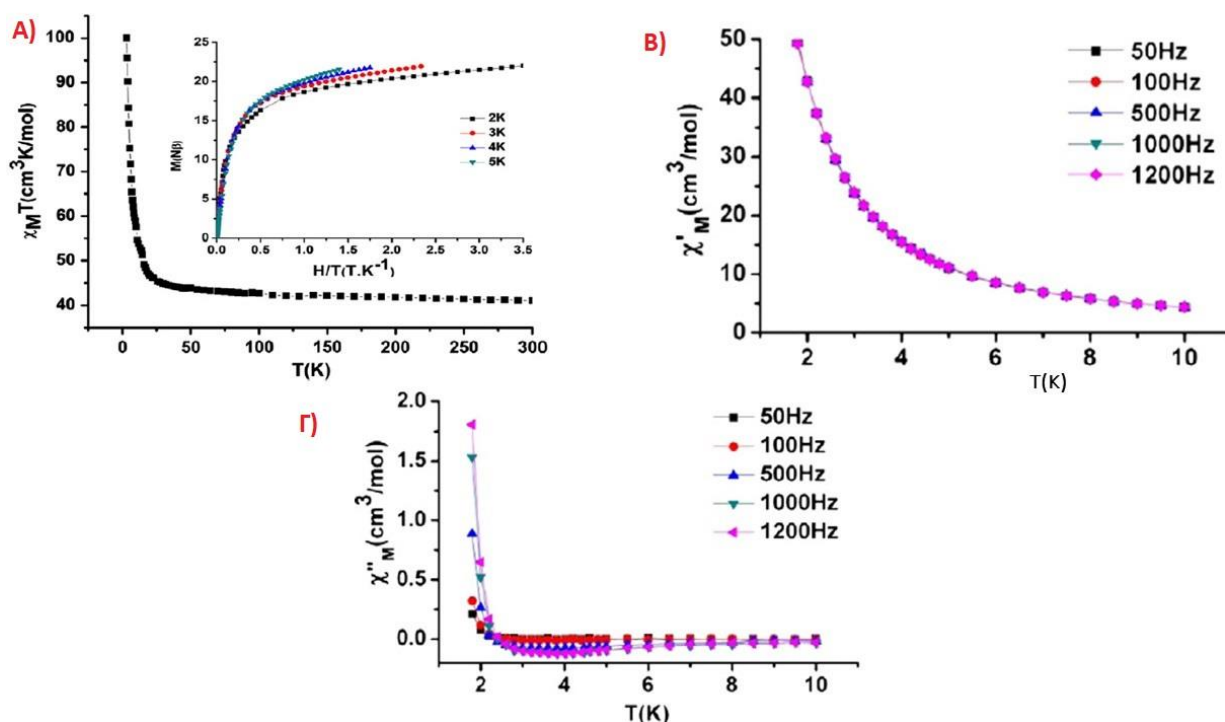 A)
100
90
80
70
60
50
40
χMT(cm³K/mol)
0 50 100 150 200 250 300
T(K)
25
20
15
10
5
0
M(Nβ)
2K
3K
4K
5K
0.0 0.5 1.0 1.5 2.0 2.5 3.0 3.5
H/T(T.K⁻¹)
B)
50
40
30
20
10
0
χ'M(cm³/mol)
50Hz
100Hz
500Hz
1000Hz
1200Hz
2 4 6 8 10
T(K)
Γ)
2.0
1.5
1.0
0.5
0.0
χ"M(cm³/mol)
50Hz
100Hz
500Hz
1000Hz
1200Hz
2 4 6 8 10
T(K)